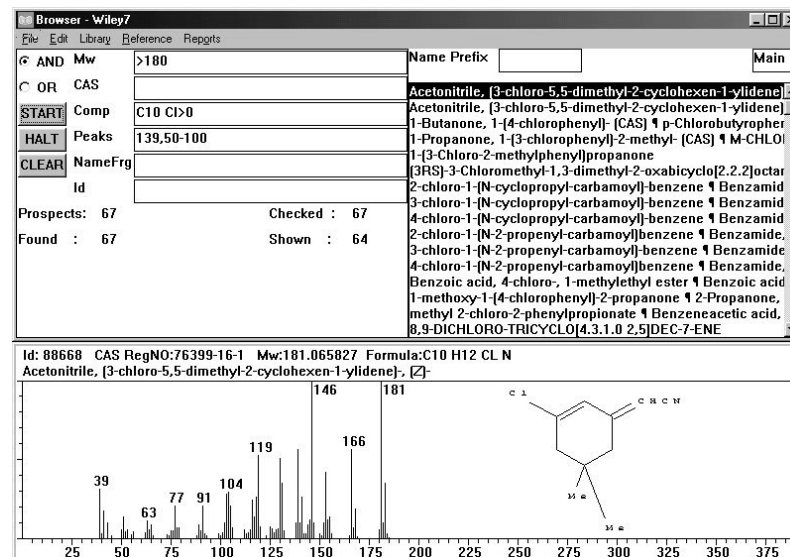 Browser - Wiley7
File Edit Library Reference Reports
AND Mw >180
OR CAS
START Comp C10 Cl>0
HALT Peaks 139,50-100
CLEAR NameFrg
Id
Prospects: 67 Checked : 67
Found : 67 Shown : 64
Name Prefix Main
Acetonitrile, (3-chloro-5,5-dimethyl-2-cyclohexen-1-ylidene)
Acetonitrile, (3-chloro-5,5-dimethyl-2-cyclohexen-1-ylidene)
1-Butanone, 1-(4-chlorophenyl)- (CAS) ¶ p-Chlorobutyropher
1-Propanone, 1-(3-chlorophenyl)-2-methyl- (CAS) ¶ M-CHLO
1-(3-Chloro-2-methylphenyl)propanone
(3RS)-3-Chloromethyl-1,3-dimethyl-2-oxabicyclo[2.2.2]octan
2-chloro-1-(N-cyclopropyl-carbamoyl)-benzene ¶ Benzamid
3-chloro-1-(N-cyclopropyl-carbamoyl)-benzene ¶ Benzamid
4-chloro-1-(N-cyclopropyl-carbamoyl)-benzene ¶ Benzamid
2-chloro-1-(N-2-propenyl-carbamoyl)benzene ¶ Benzamide,
3-chloro-1-(N-2-propenyl-carbamoyl)-benzene ¶ Benzamide
4-chloro-1-(N-2-propenyl-carbamoyl)benzene ¶ Benzamide,
Benzoic acid, 4-chloro-, 1-methylethyl ester ¶ Benzoic acid
1-methoxy-1-(4-chlorophenyl)-2-propanone ¶ 2-Propanone,
methyl 2-chloro-2-phenylpropionate ¶ Benzeneacetic acid,
8,9-DICHLORO-TRICYCLO[4.3.1.0 2,5]DEC-7-ENE
Id: 88668 CAS RegNO:76399-16-1 Mw:181.065827 Formula:C10 H12 CL N
Acetonitrile, (3-chloro-5,5-dimethyl-2-cyclohexen-1-ylidene)-, (Z)-
146 181
119 166
39 63 77 91 104
Cl CHCN
Me
Me
25 50 75 100 125 150 175 200 225 250 275 300 325 350 375